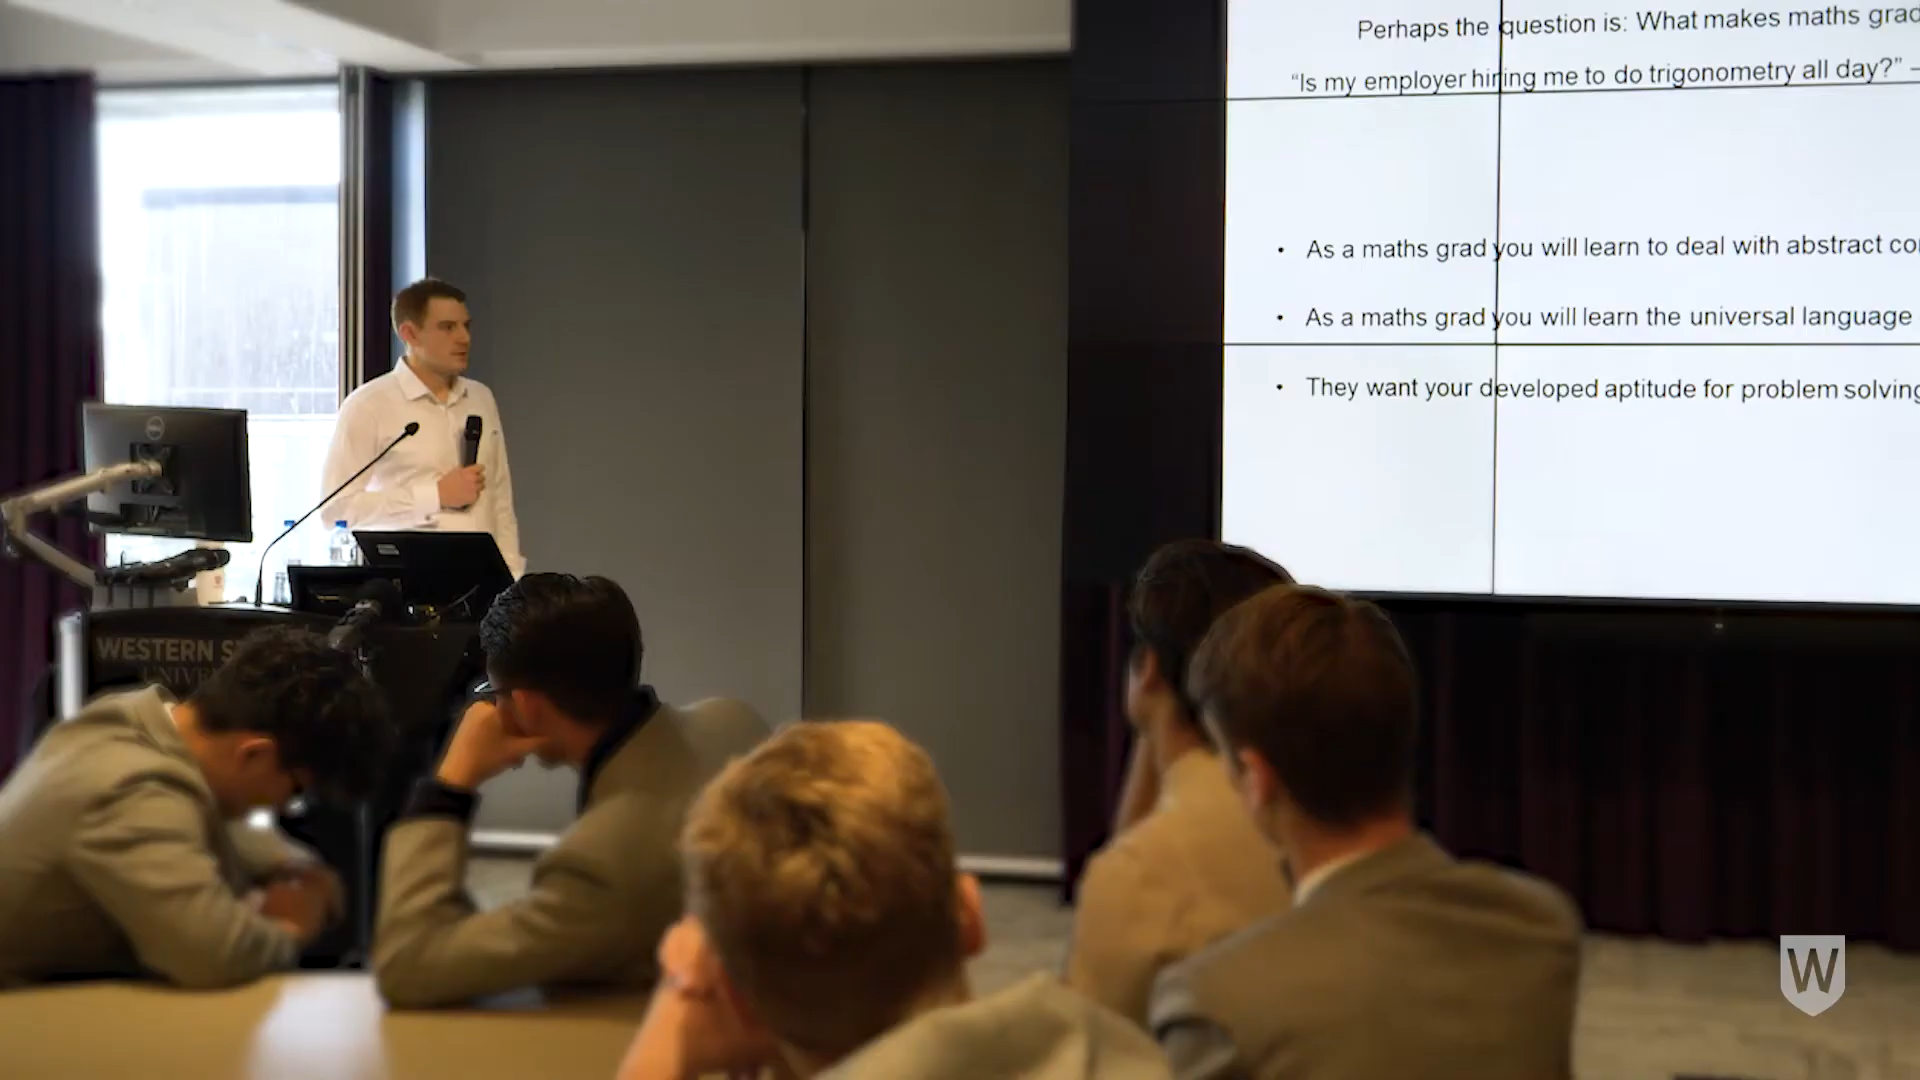 Perhaps the question is: What makes maths grad
“Is my employer hiring me to do trigonometry all day?” –
• As a maths grad you will learn to deal with abstract
• As a maths grad you will learn the universal language
• They want your developed aptitude for problem solving
WESTERN
W